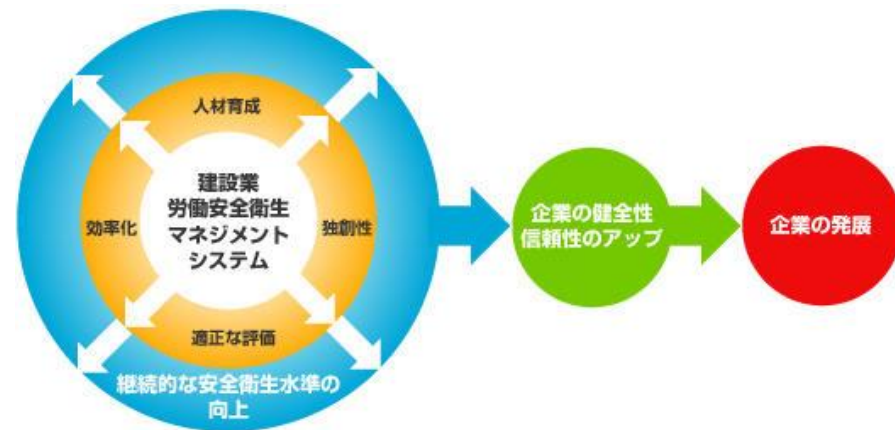 人材育成
建設業
労働安全衛生
マネジメント
システム
効率化
独創性
適正な評価
継続的な安全衛生水準の
向上
企業の健全性
信頼性のアップ
企業の発展